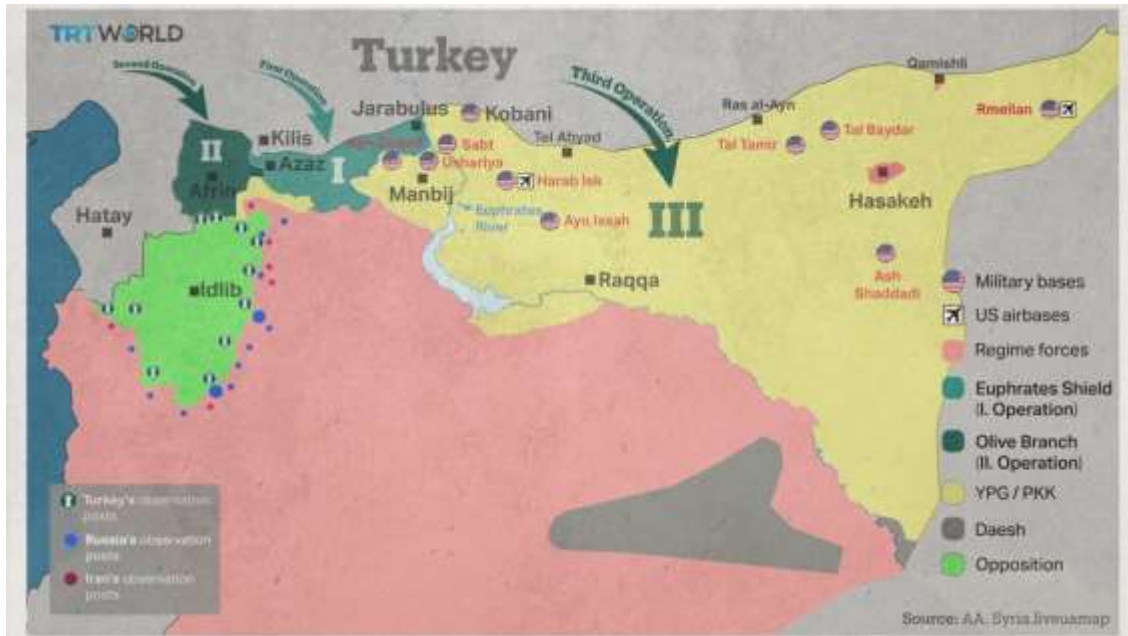 TRT WORLD
Turkey
Second Operation
First Operation
Third Operation
Qamishli
Jarabulus
Kobani
Ras al-Ayn
Rmeilan
Kilis
Sabt
Tel Abyad
Tal Tamir
Tal Baydar
II
Azaz
I
Ushariya
Afrin
Manbij
Harab Isk
Hasakeh
Hatay
Euphrates
River
Ayn Issah
III
Idlib
Raqqa
Ash
Shaddadi
Military bases
US airbases
Regime forces
Euphrates Shield
(I. Operation)
Olive Branch
(II. Operation)
YPG / PKK
Daesh
Opposition
Turkey's observation
posts
Russia's observation
posts
Iran's observation
posts
Source: AA, Syria.liveuamap